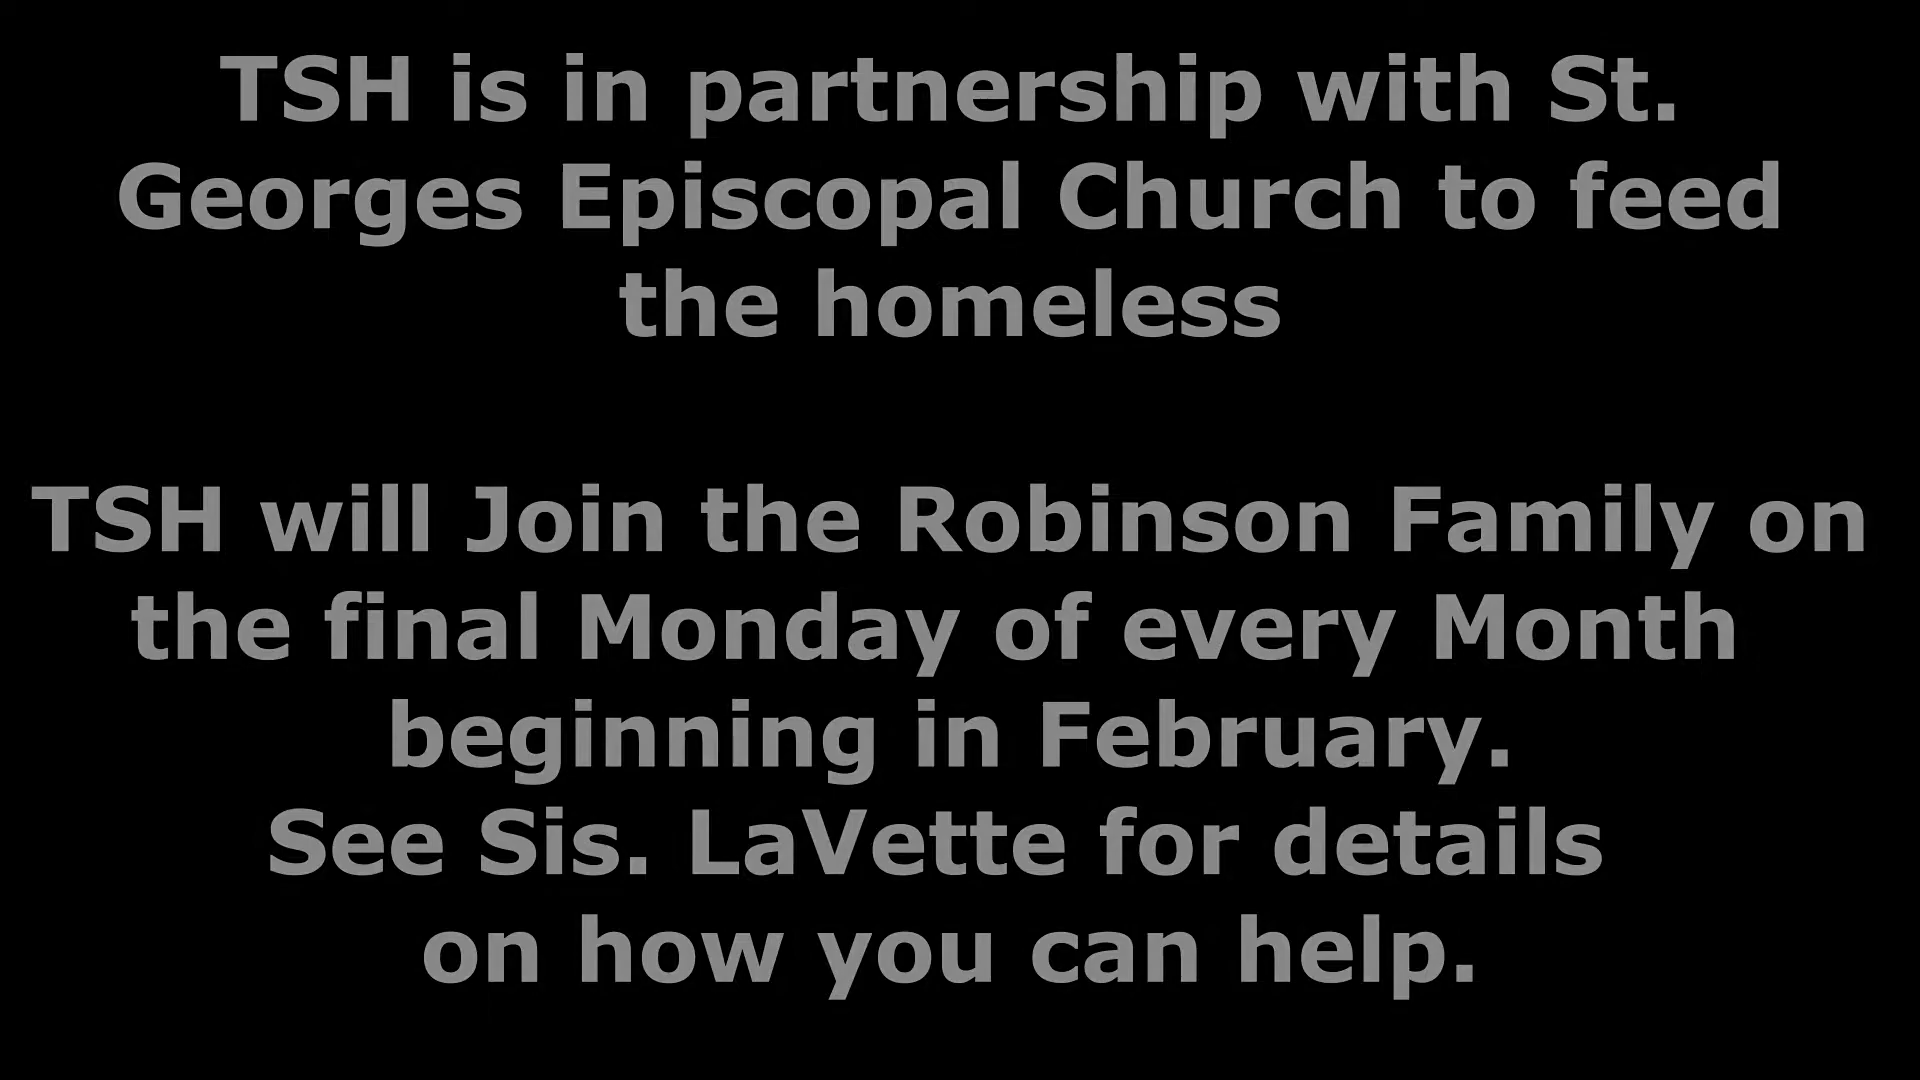 TSH is in partnership with St.
Georges Episcopal Church to feed
the homeless
TSH will Join the Robinson Family on
the final Monday of every Month
beginning in February.
See Sis. LaVette for details
on how you can help.